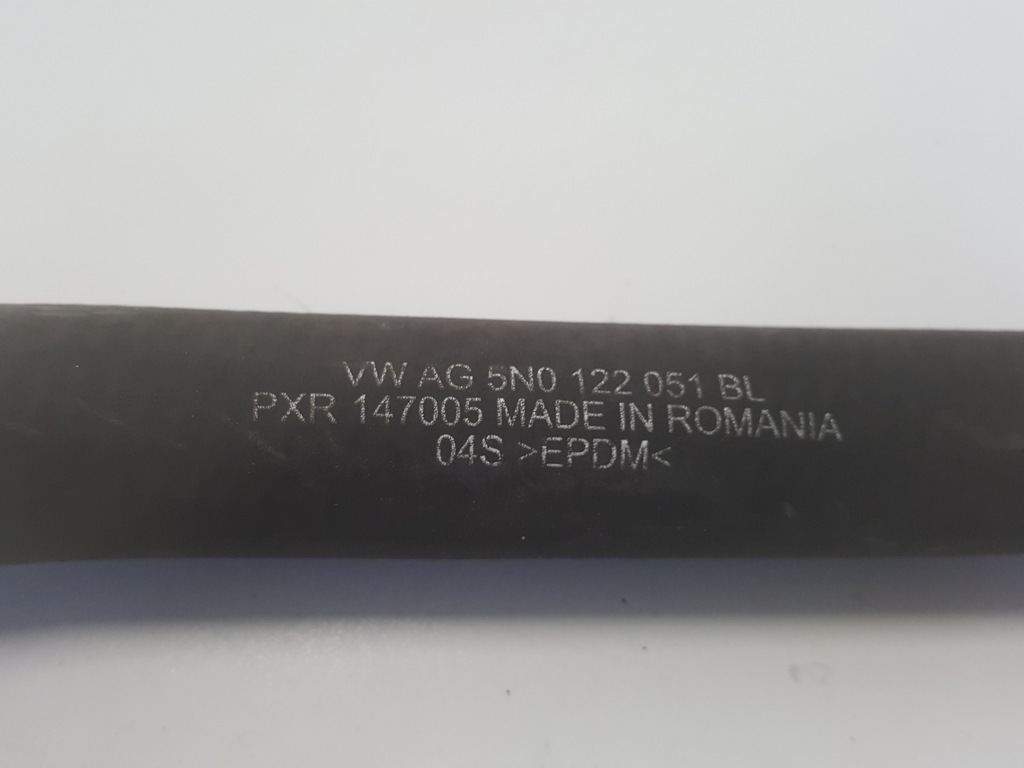 VW AG 5N0 122 051 BL
PXR 147005 MADE IN ROMANIA
04S >EPDM<